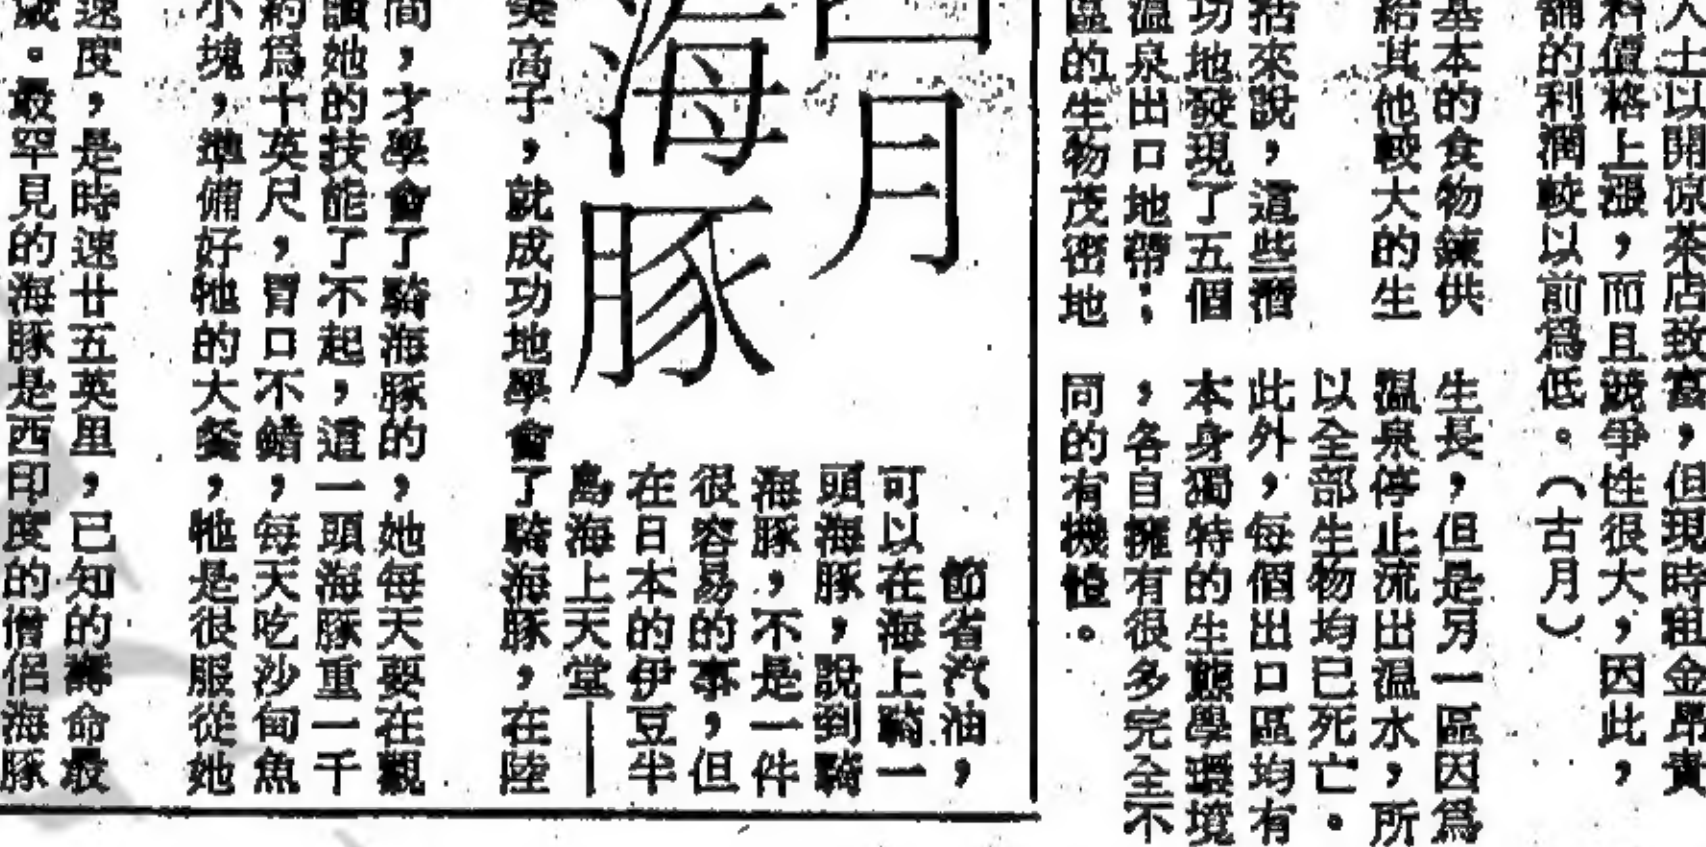 人士以開凉茶店致富，但現時租金昂貴
料價格上漲，而且競爭性很大，因此，
舖的利潤較以前爲低。（古月）
基本的食物鍊供
給其他較大的生
括來說，這些潛
功地發現了五個
溫泉出口地帶；
區的生物茂密地
生長，但是另一區因爲
溫泉停止流出溫水，所
以全部生物均已死亡。
此外，每個出口區均有
本身獨特的生態學環境
，各自擁有很多完全不
同的有機體。
月
海豚
節省汽油，
可以在海上騎一
頭海豚，說到騎
海豚，不是一件
很容易的事，但
在日本的伊豆半
島海上天堂——
美高子，就成功地學會了騎海豚，在陸
間，才學會了騎海豚的，她每天要在觀
讚她的技能了不起，這一頭海豚重一千
約爲十英尺，胃口不錯，每天吃沙甸魚
小塊，準備好牠的大餐，牠是很服從她
速度，是時速廿五英里，已知的壽命最
歲。最罕見的海豚是西印度的僧侶海豚